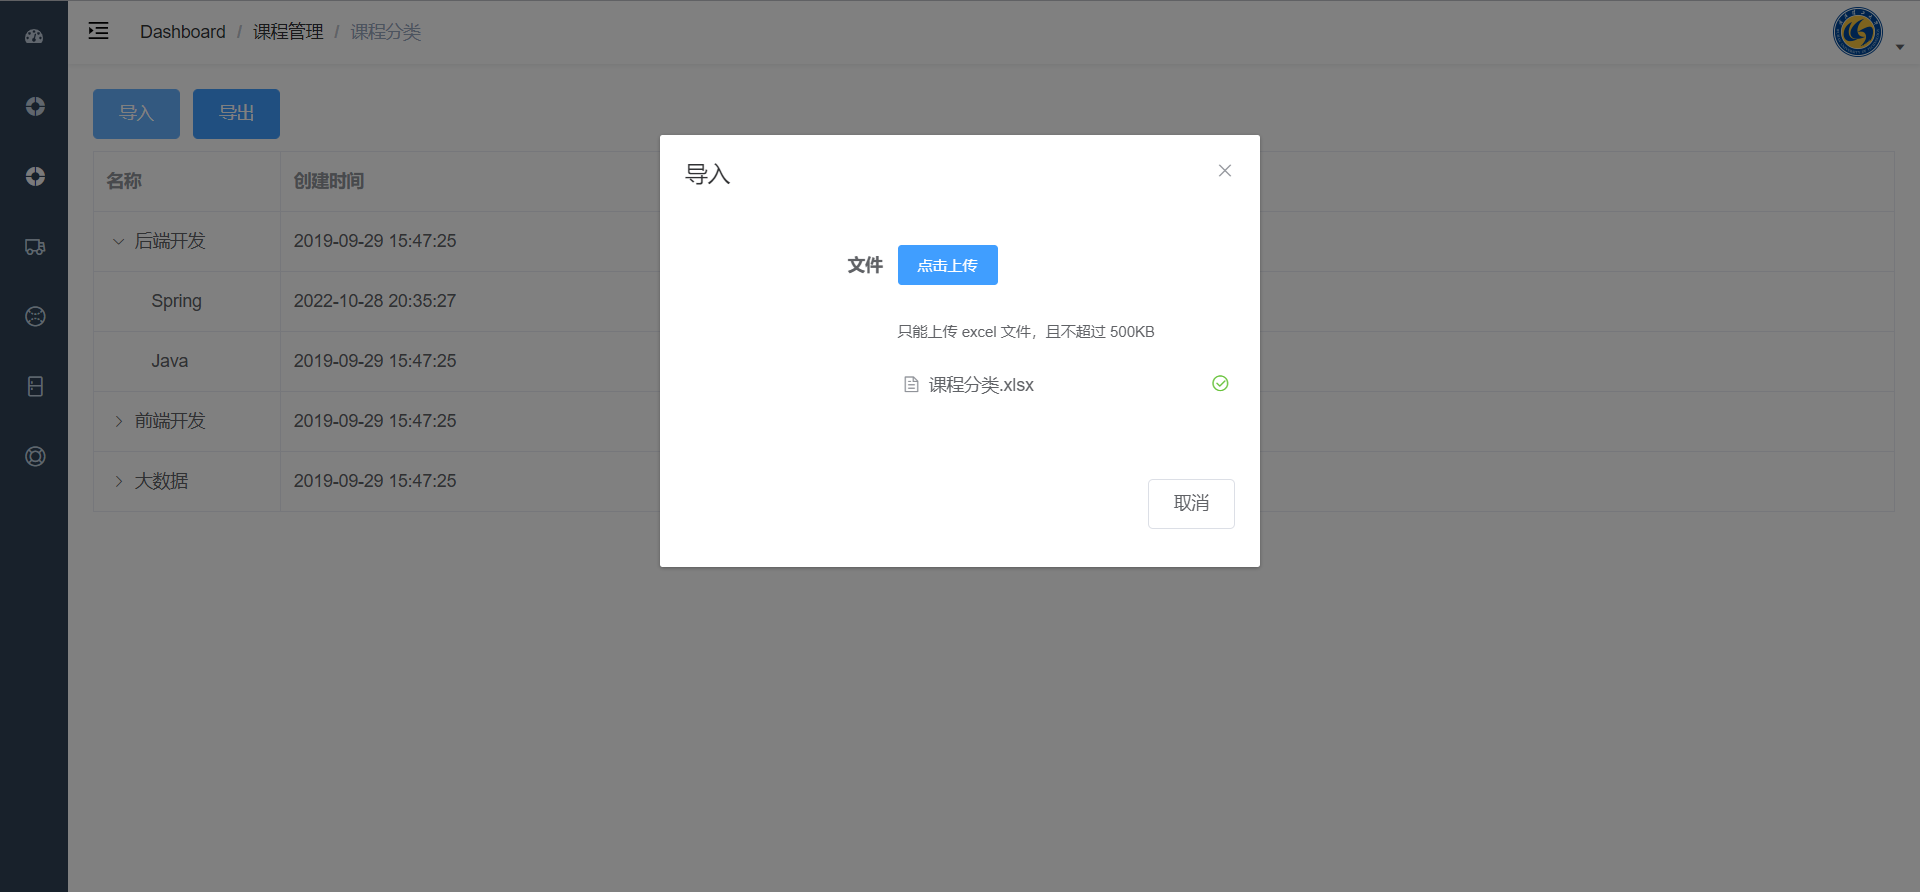 Dashboard / 课程管理 / 课程分类
导入 导出
名称 创建时间
后端开发 2019-09-29 15:47:25
Spring 2022-10-28 20:35:27
Java 2019-09-29 15:47:25
前端开发 2019-09-29 15:47:25
大数据 2019-09-29 15:47:25
导入
文件 点击上传
只能上传 excel 文件，且不超过 500KB
课程分类.xlsx
取消